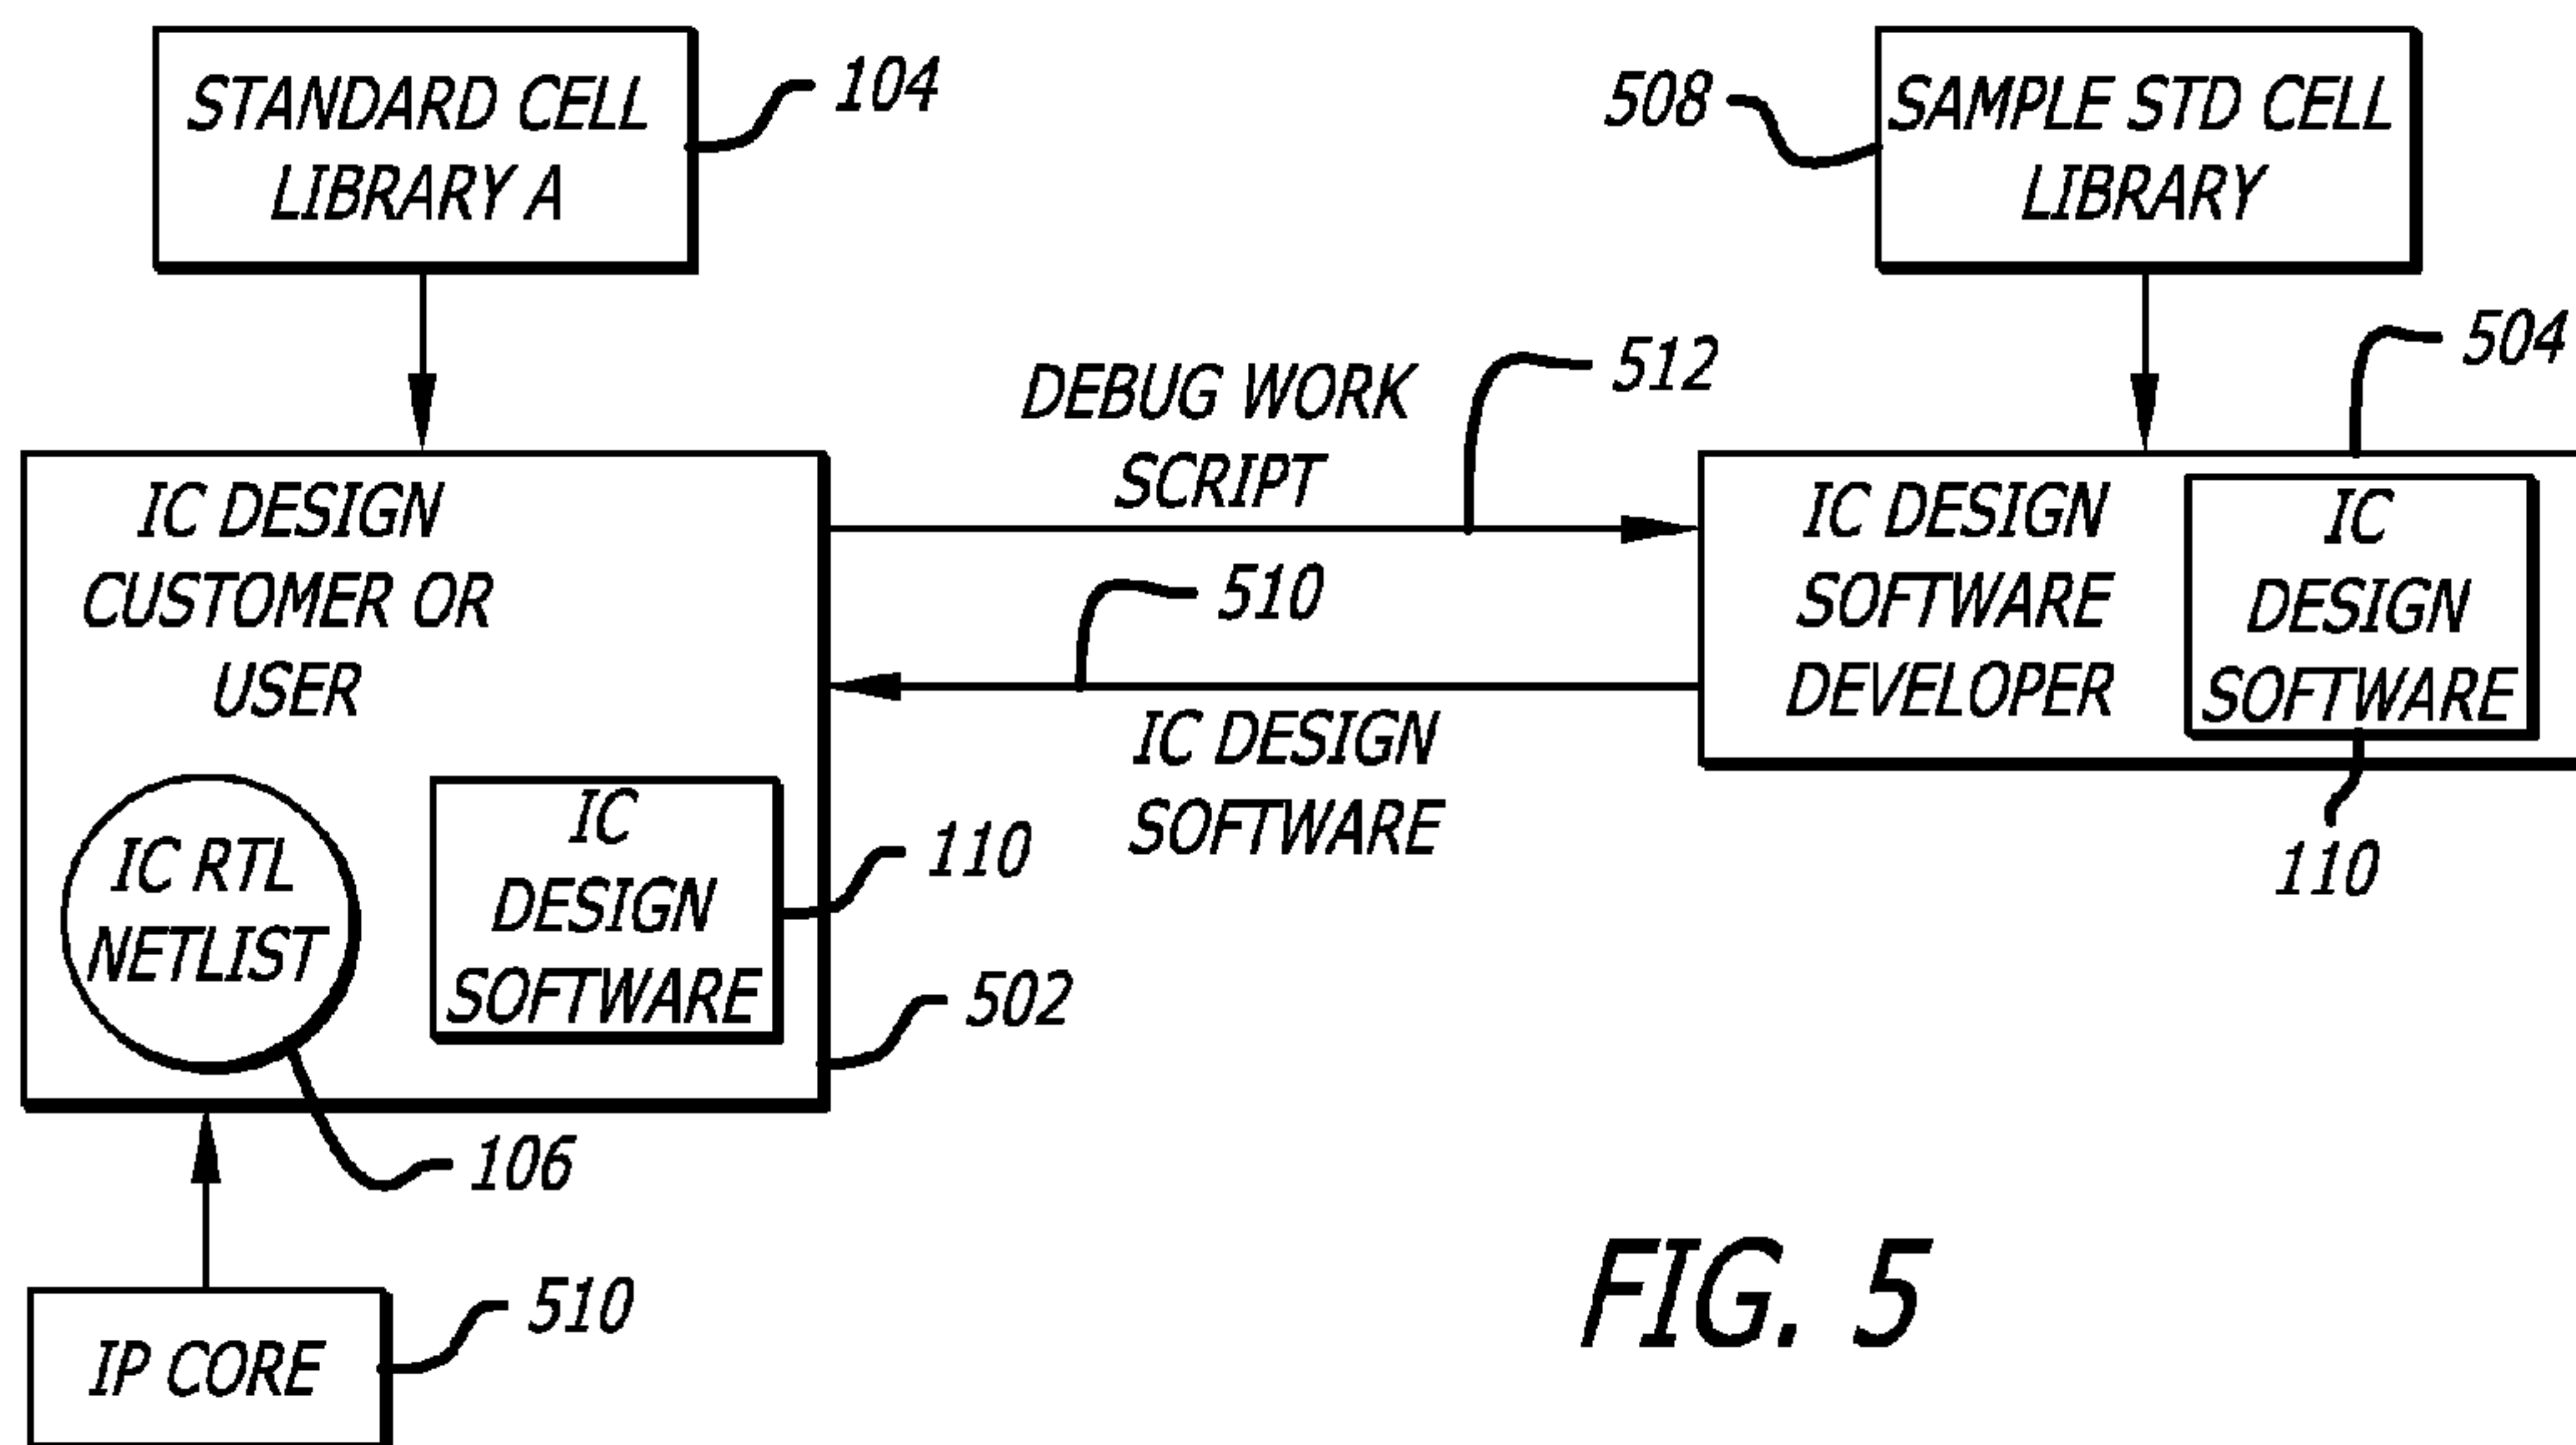 STANDARD CELL
LIBRARY A
104
508
SAMPLE STD CELL
LIBRARY
504
DEBUG WORK
SCRIPT
512
IC DESIGN
CUSTOMER OR
USER
510
IC DESIGN
SOFTWARE
IC DESIGN
SOFTWARE
DEVELOPER
IC
DESIGN
SOFTWARE
110
IC RTL
NETLIST
IC
DESIGN
SOFTWARE
110
502
106
IP CORE
510
FIG. 5